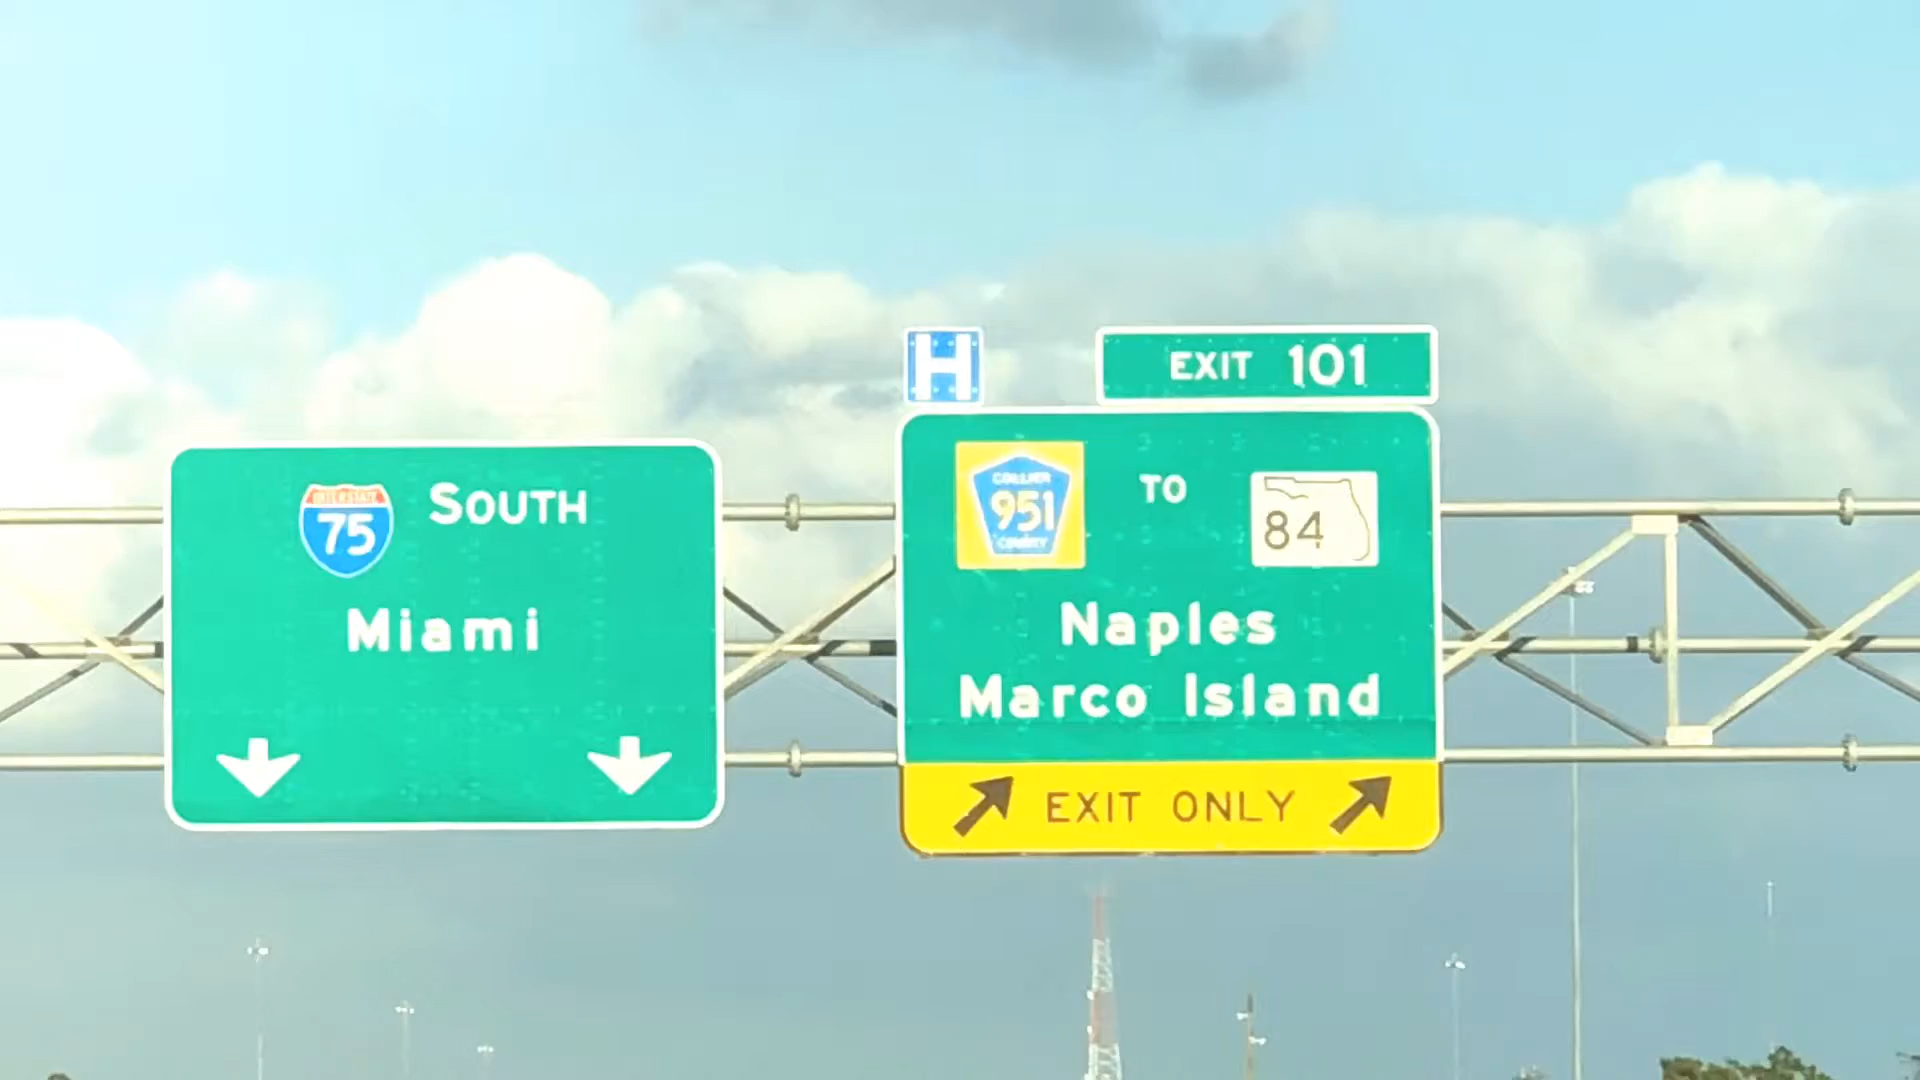 INTERSTATE
75 SOUTH
Miami
H
EXIT 101
COLLIER
951
COUNTY
TO
84
Naples
Marco Island
EXIT ONLY